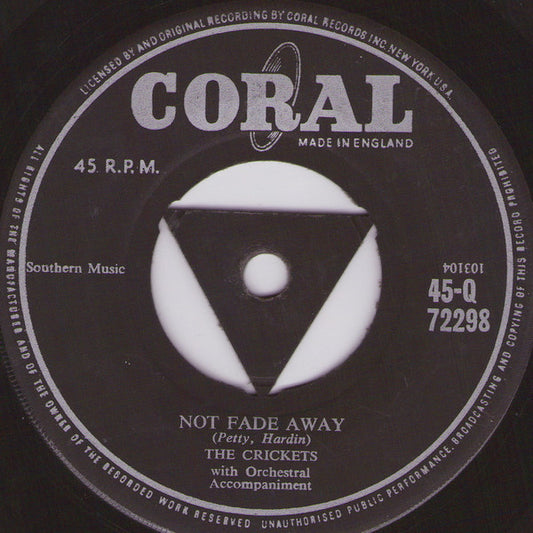 LICENSED BY AND ORIGINAL RECORDING BY CORAL RECORDS INC. NEW YORK U.S.A.
CORAL
MADE IN ENGLAND
45. R.P.M.
Southern Music
103104
45-Q
72298
NOT FADE AWAY
(Petty, Hardin)
THE CRICKETS
with Orchestral
Accompaniment
ALL RIGHTS OF THE MANUFACTURER AND OF THE OWNER OF THE RECORDED WORK RESERVED UNAUTHORISED PUBLIC PERFORMANCE, BROADCASTING AND COPYING OF THIS RECORD PROHIBITED